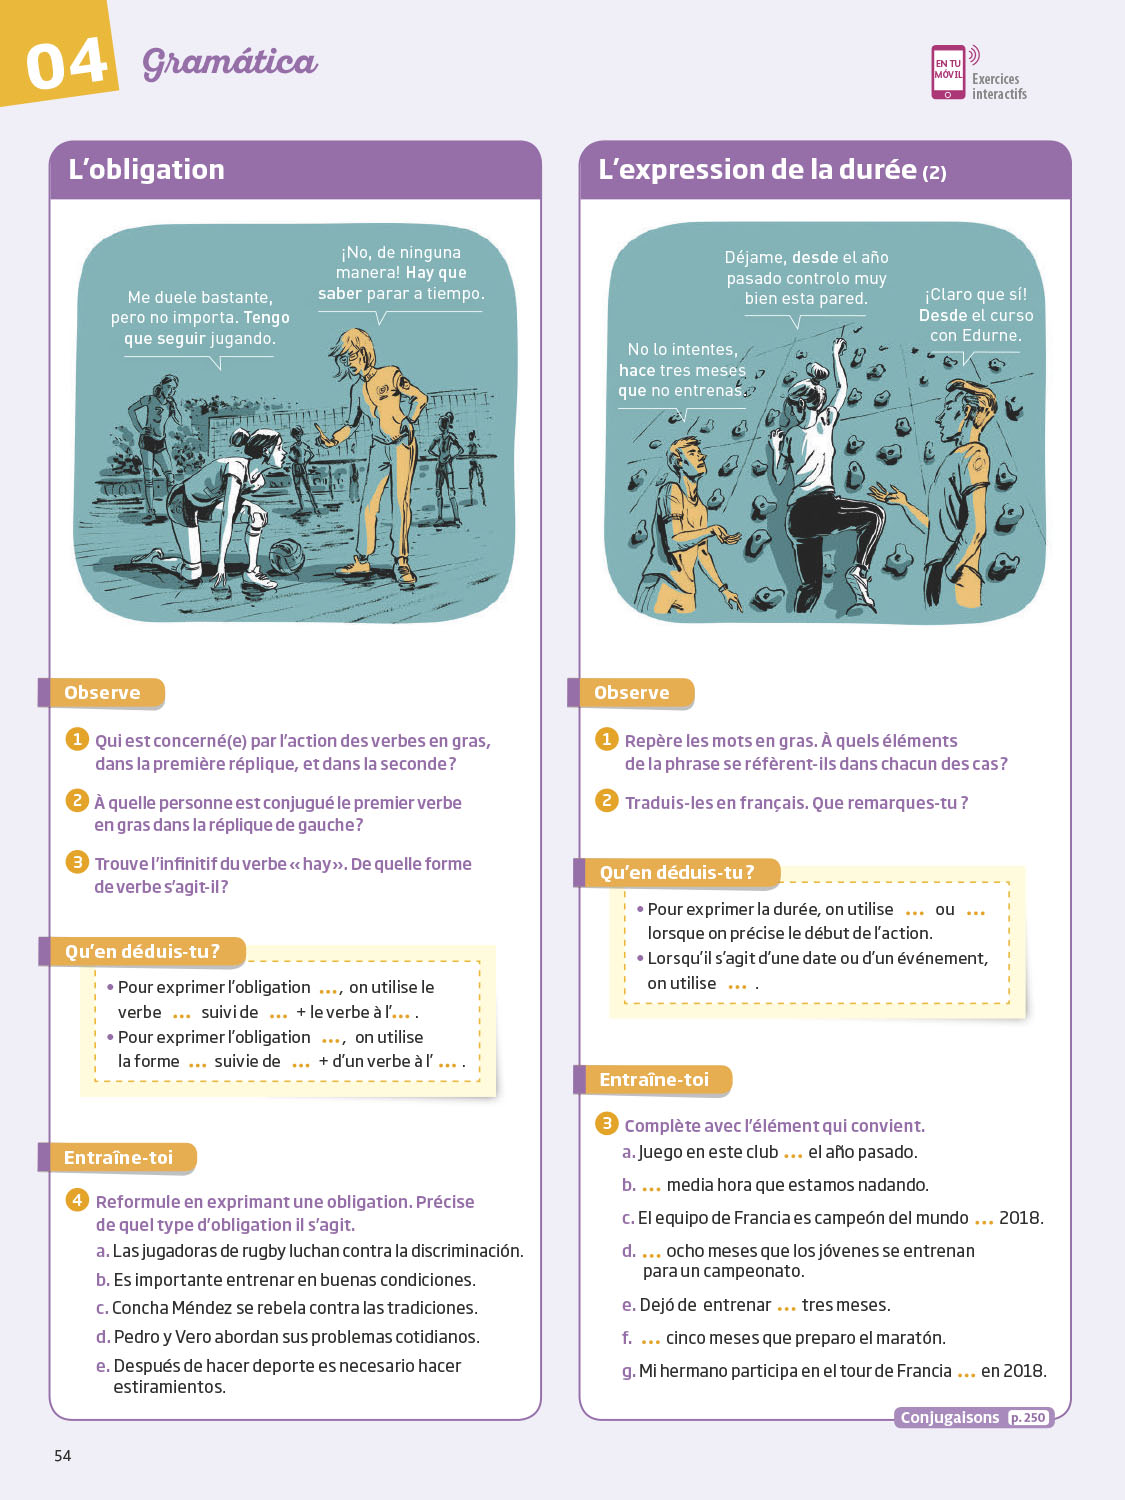 04
Gramática
EN TU
MÓVIL
Exercices
interactifs
L’obligation
¡No, de ninguna
manera! Hay que
saber parar a tiempo.
Me duele bastante,
pero no importa. Tengo
que seguir jugando.
Observe
1 Qui est concerné(e) par l’action des verbes en gras,
dans la première réplique, et dans la seconde ?
2 À quelle personne est conjugué le premier verbe
en gras dans la réplique de gauche ?
3 Trouve l’infinitif du verbe « hay ». De quelle forme
de verbe s’agit-il ?
Qu’en déduis-tu ?
• Pour exprimer l’obligation ..., on utilise le
verbe ... suivi de ... + le verbe à l’... .
• Pour exprimer l’obligation ..., on utilise
la forme ... suivie de ... + d’un verbe à l’ ... .
Entraîne-toi
4 Reformule en exprimant une obligation. Précise
de quel type d’obligation il s’agit.
a. Las jugadoras de rugby luchan contra la discriminación.
b. Es importante entrenar en buenas condiciones.
c. Concha Méndez se rebela contra las tradiciones.
d. Pedro y Vero abordan sus problemas cotidianos.
e. Después de hacer deporte es necesario hacer
estiramientos.
L’expression de la durée (2)
Déjame, desde el año
pasado controlo muy
bien esta pared.
¡Claro que sí!
Desde el curso
con Edurne.
No lo intentes,
hace tres meses
que no entrenas.
Observe
1 Repère les mots en gras. À quels éléments
de la phrase se réfèrent-ils dans chacun des cas ?
2 Traduis-les en français. Que remarques-tu ?
Qu’en déduis-tu ?
• Pour exprimer la durée, on utilise ... ou ...
lorsque on précise le début de l’action.
• Lorsqu’il s’agit d’une date ou d’un événement,
on utilise ... .
Entraîne-toi
3 Complète avec l’élément qui convient.
a. Juego en este club ... el año pasado.
b. ... media hora que estamos nadando.
c. El equipo de Francia es campeón del mundo ... 2018.
d. ... ocho meses que los jóvenes se entrenan
para un campeonato.
e. Dejó de entrenar ... tres meses.
f. ... cinco meses que preparo el maratón.
g. Mi hermano participa en el tour de Francia ... en 2018.
Conjugaisons p. 250
54